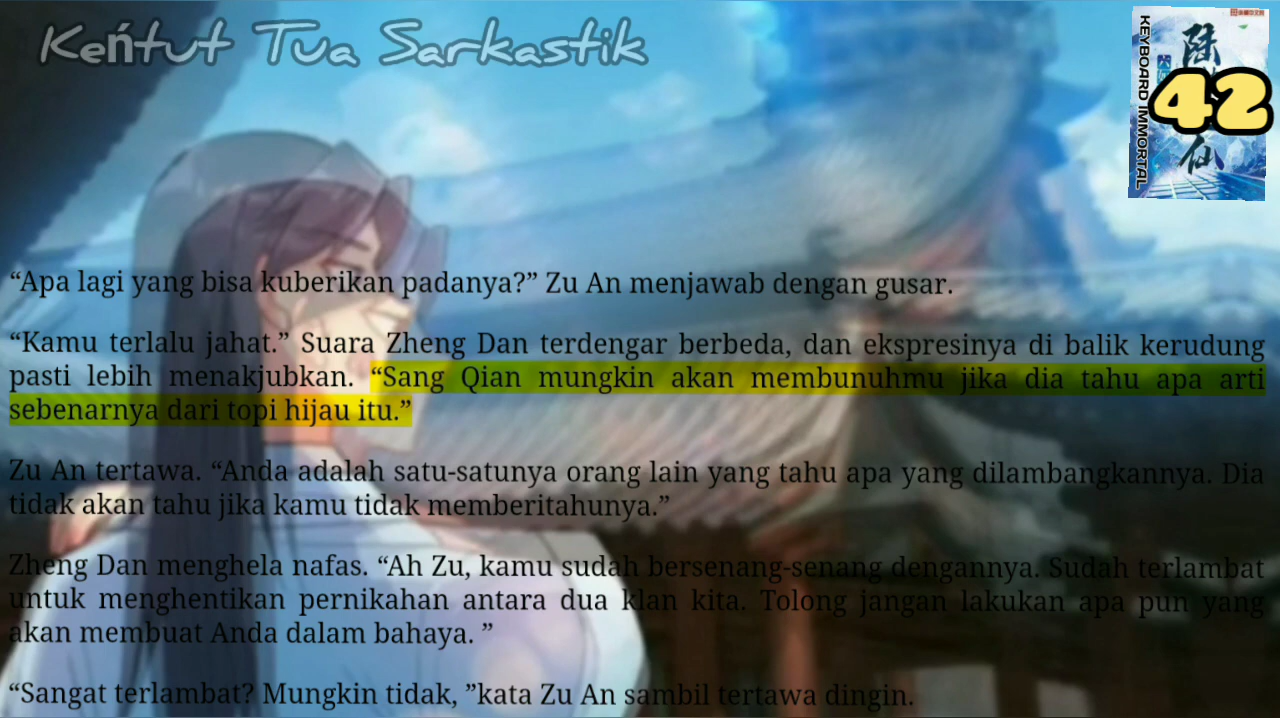 Keńtut Tua Sarkastik
KEYBOARD IMMORTAL
42
陆
仙
“Apa lagi yang bisa kuberikan padanya?” Zu An menjawab dengan gusar.
“Kamu terlalu jahat.” Suara Zheng Dan terdengar berbeda, dan ekspresinya di balik kerudung
pasti lebih menakjubkan. “Sang Qian mungkin akan membunuhmu jika dia tahu apa arti
sebenarnya dari topi hijau itu.”
Zu An tertawa. “Anda adalah satu-satunya orang lain yang tahu apa yang dilambangkannya. Dia
tidak akan tahu jika kamu tidak memberitahunya.”
Zheng Dan menghela nafas. “Ah Zu, kamu sudah bersenang-senang dengannya. Sudah terlambat
untuk menghentikan pernikahan antara dua klan kita. Tolong jangan lakukan apa pun yang
akan membuat Anda dalam bahaya. ”
“Sangat terlambat? Mungkin tidak, ”kata Zu An sambil tertawa dingin.